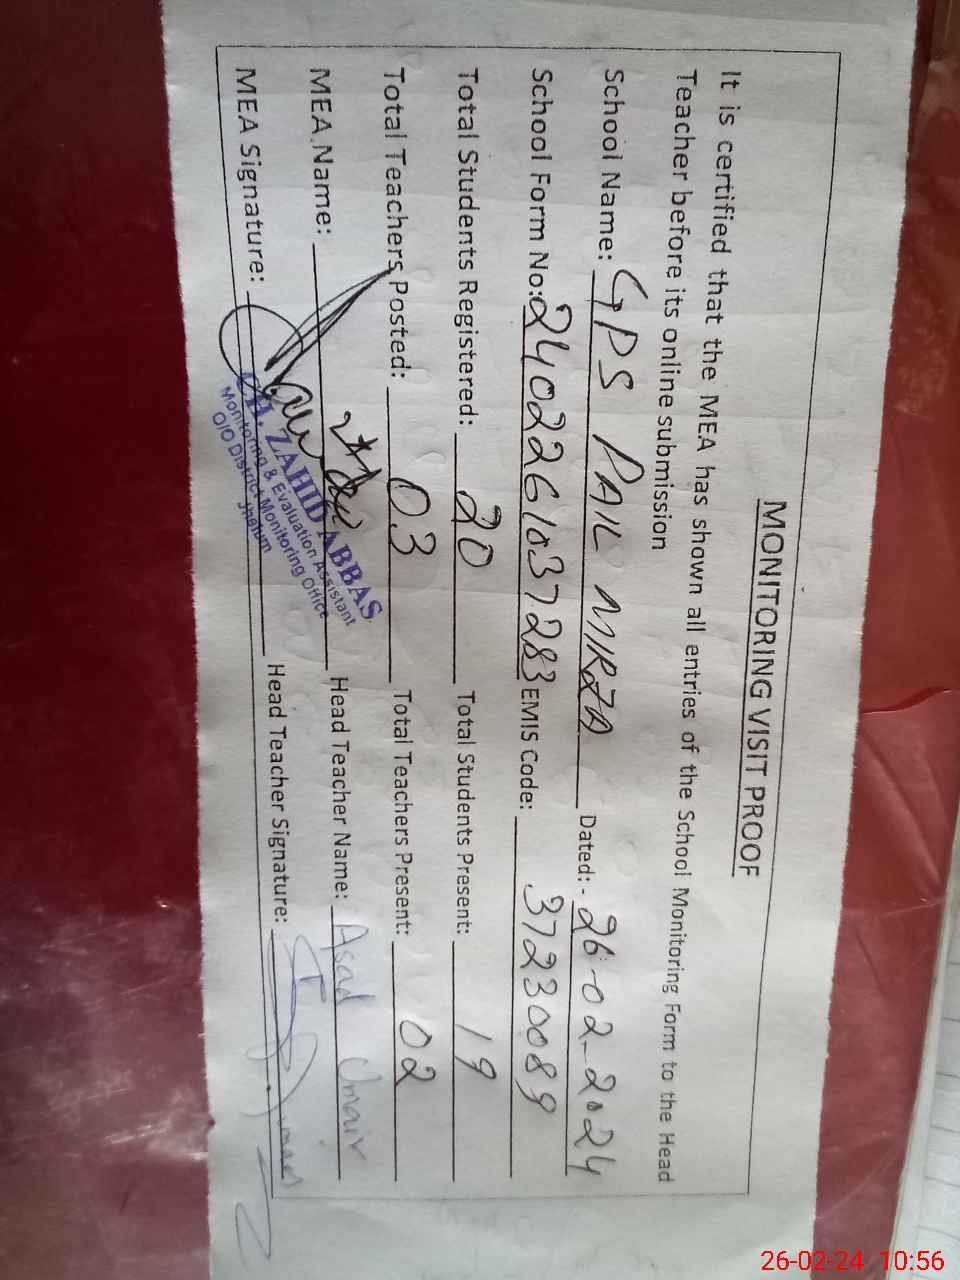 MONITORING VISIT PROOF
It is certified that the MEA has shown all entries of the School Monitoring Form to the Head
Teacher before its online submission
School Name: GPS PAIL MIRZA Dated:- 26-02-2024
School Form No: 2402261037283 EMIS Code: 37230089
Total Students Registered: 20 Total Students Present: 19
Total Teachers Posted: 03 Total Teachers Present: 02
MEA Name: Head Teacher Name: Asad Umair
MEA Signature: Head Teacher Signature:
CH. ZAHID ABBAS
Monitoring & Evaluation Assistant
O/O District Monitoring Office
Jhelum
26-02-24 10:56